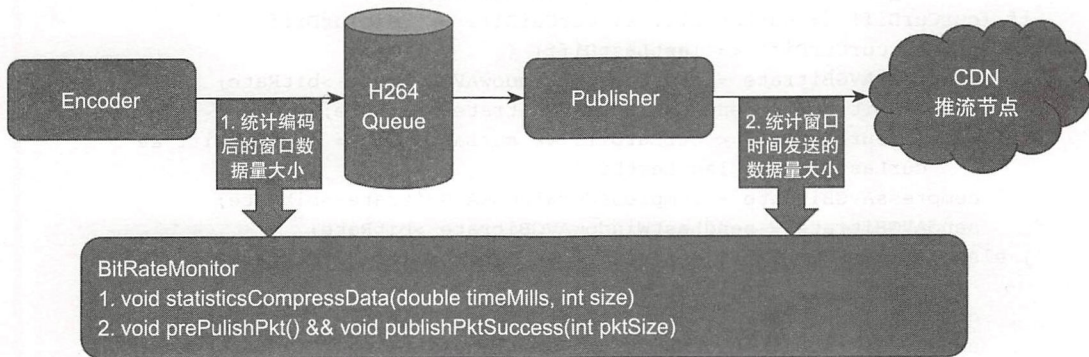 Encoder
H264
Queue
Publisher
CDN
推流节点
1. 统计编码
后的窗口数
据量大小
2. 统计窗口
时间发送的
数据量大小
BitRateMonitor
1. void statisticsCompressData(double timeMills, int size)
2. void prePulishPkt() && void publishPktSuccess(int pktSize)